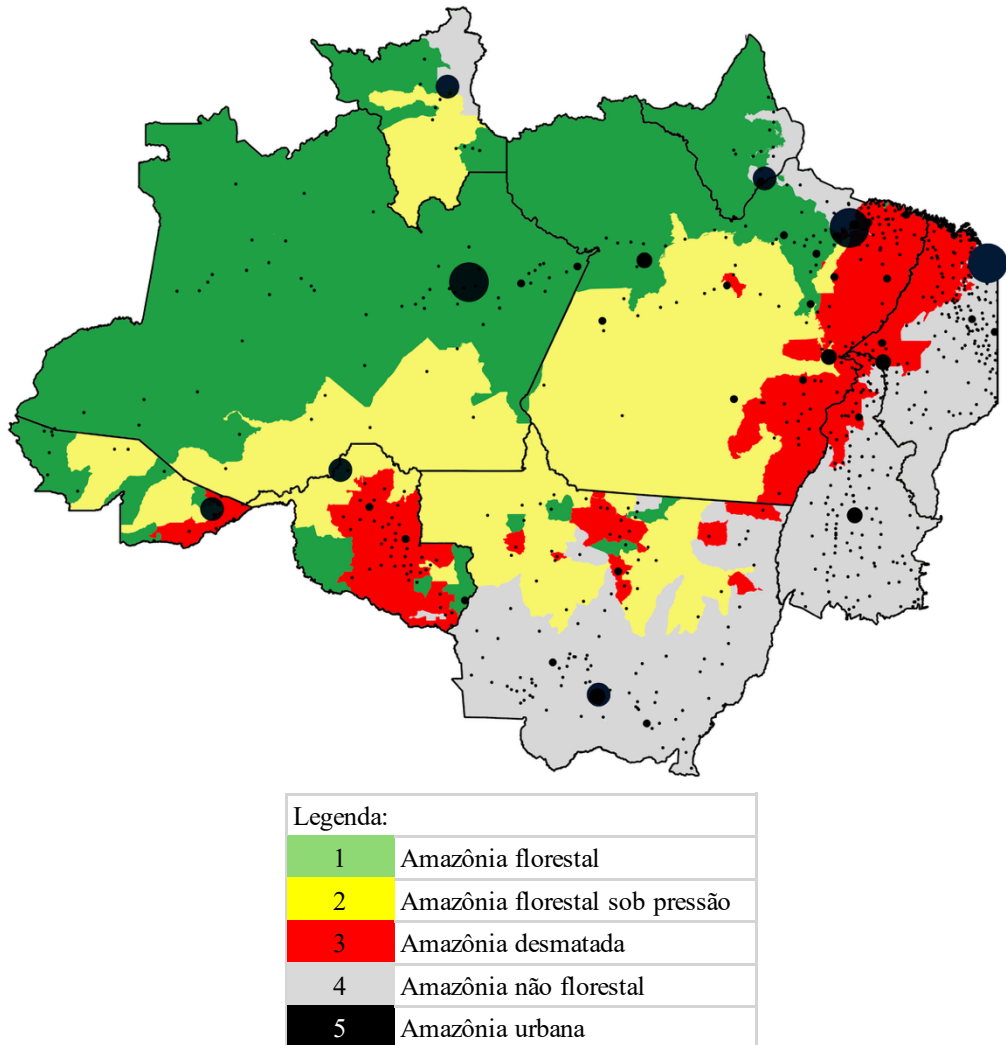 Legenda:
1 Amazônia florestal
2 Amazônia florestal sob pressão
3 Amazônia desmatada
4 Amazônia não florestal
5 Amazônia urbana